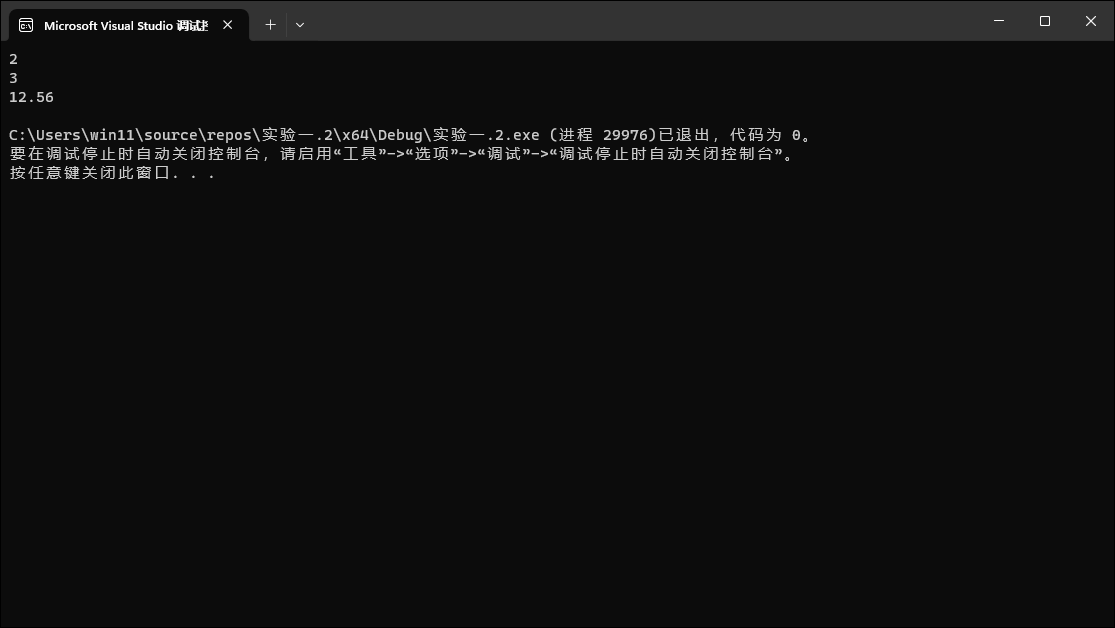 Microsoft Visual Studio 调试
2
3
12.56
C:\Users\win11\source\repos\实验一.2\x64\Debug\实验一.2.exe (进程 29976)已退出，代码为 0。
要在调试停止时自动关闭控制台，请启用“工具”->“选项”->“调试”->“调试停止时自动关闭控制台”。
按任意键关闭此窗口. . .